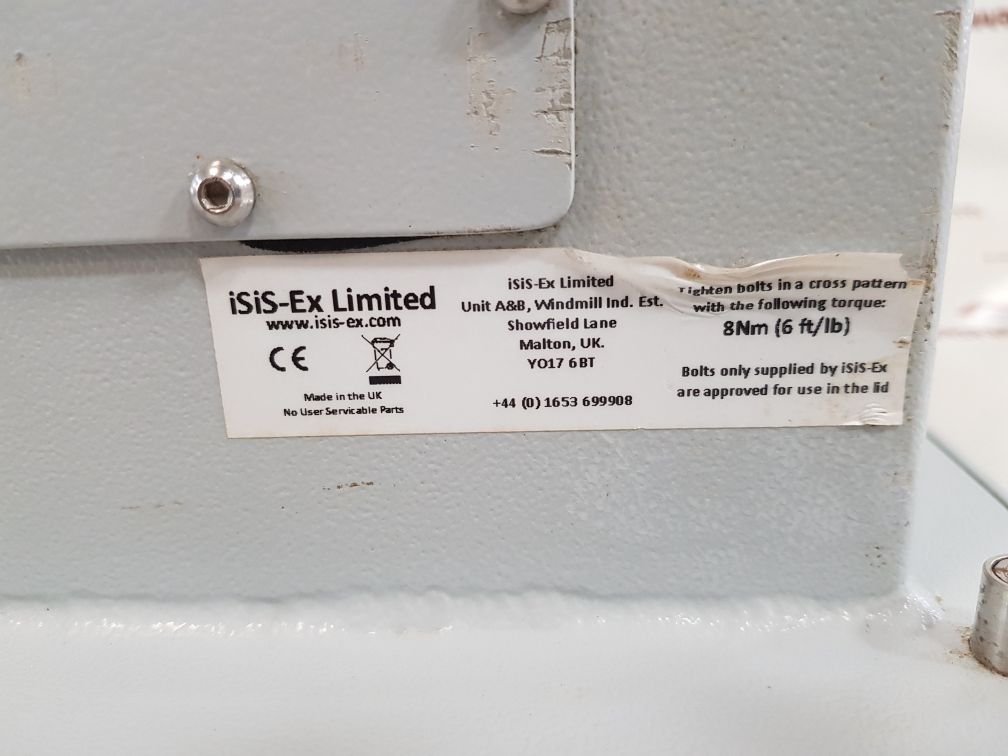 iSiS-Ex Limited
www.isis-ex.com
CE
Made in the UK
No User Servicable Parts
iSiS-Ex Limited
Unit A&B, Windmill Ind. Est.
Showfield Lane
Malton, UK.
YO17 6BT
+44 (0) 1653 699908
Tighten bolts in a cross pattern
with the following torque:
8Nm (6 ft/lb)
Bolts only supplied by iSiS-Ex
are approved for use in the lid